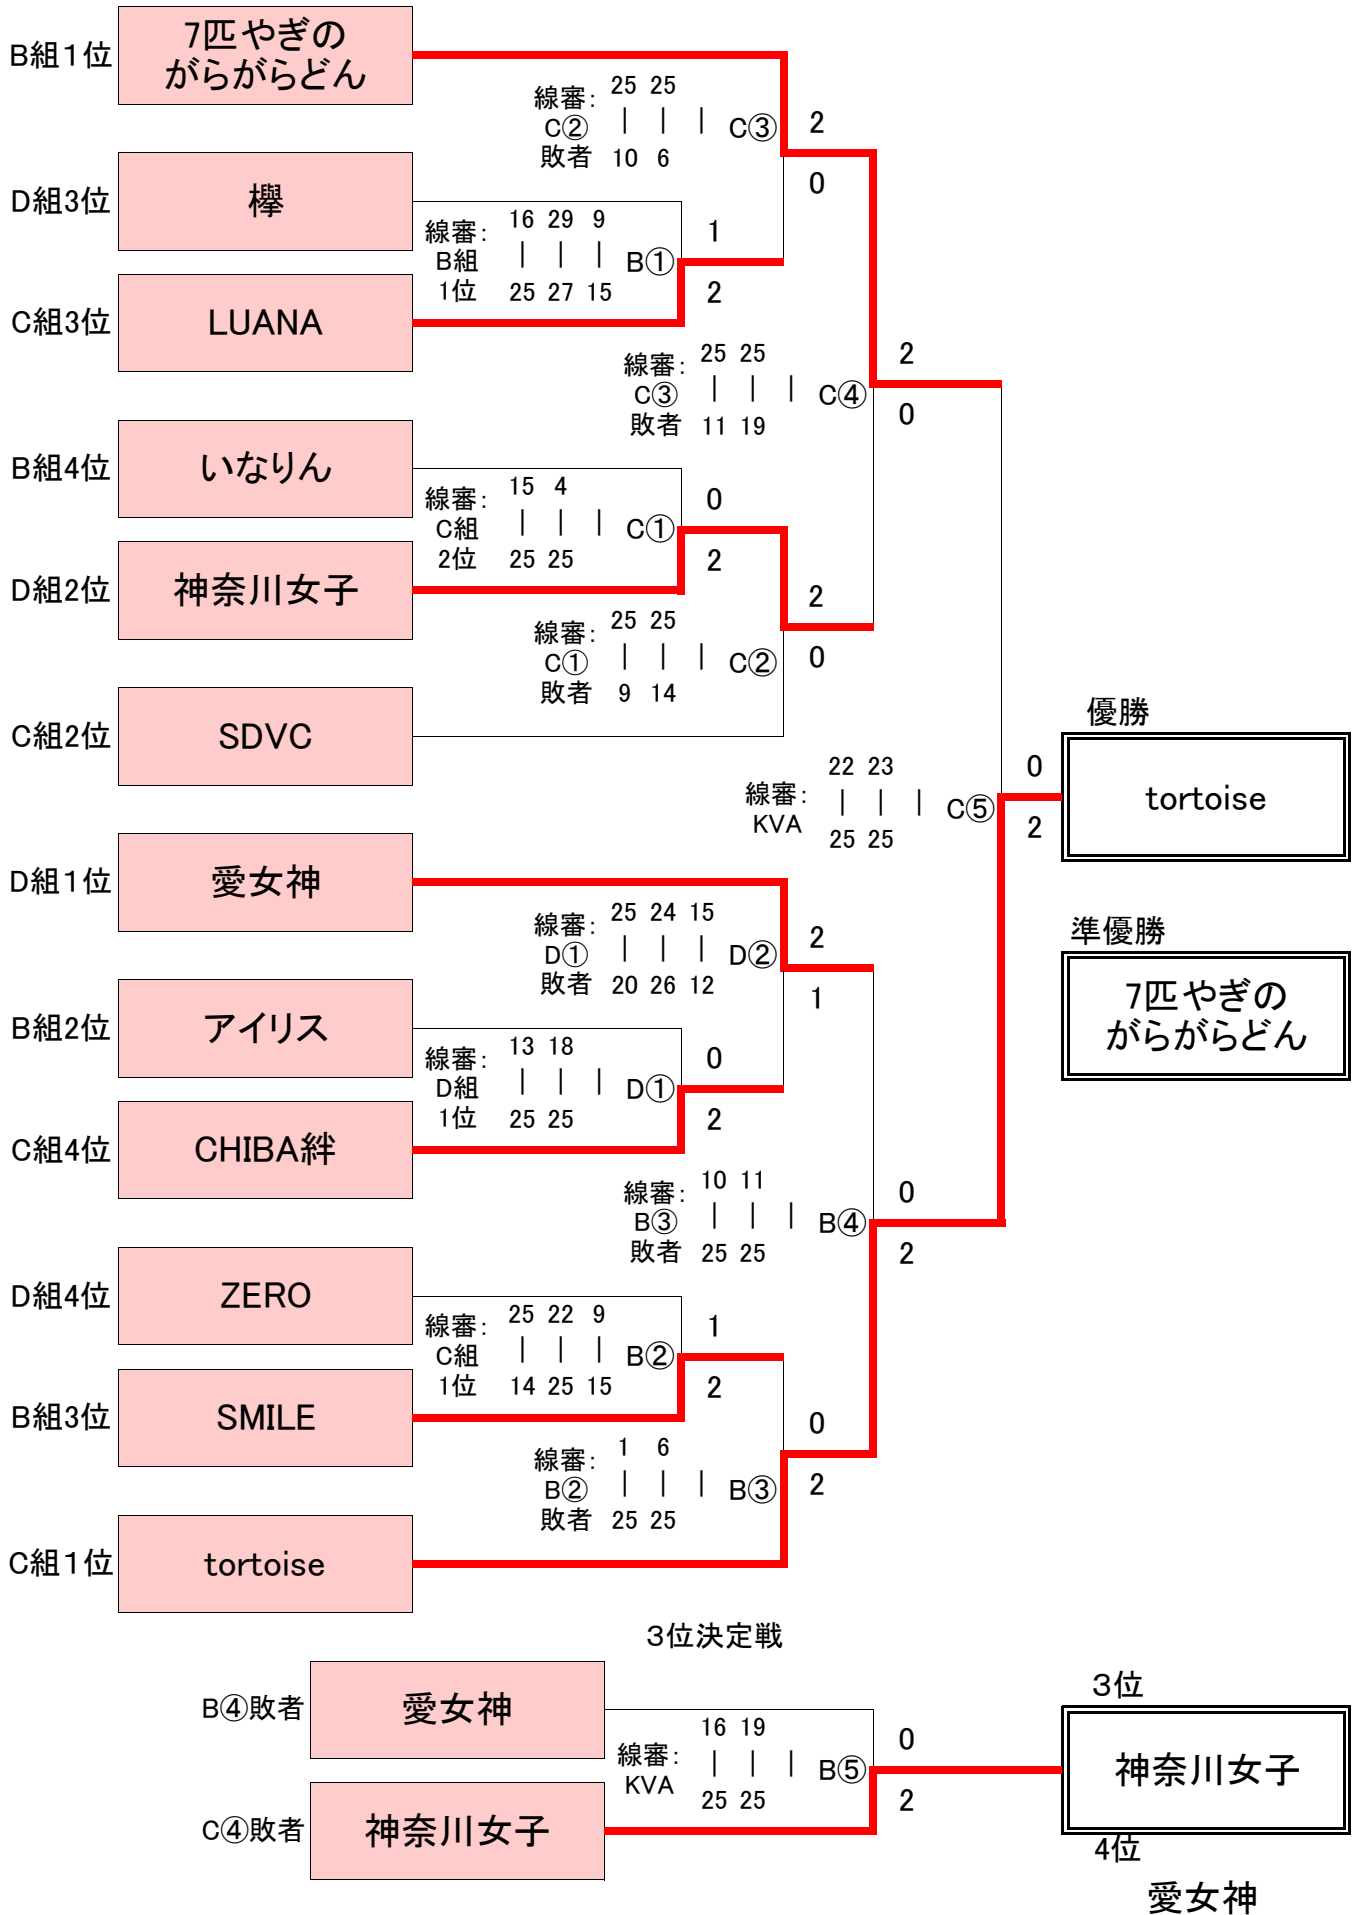 B組１位
7匹やぎの
がらがらどん
線審：
C②
敗者
25 25
| | |
10 6
C③
2
0
D組3位
欅
線審：
B組
1位
16 29 9
| | |
25 27 15
B①
1
2
C組3位
LUANA
線審：
C③
敗者
25 25
| | |
11 19
C④
2
0
B組4位
いなりん
線審：
C組
2位
15 4
| | |
25 25
C①
0
2
D組2位
神奈川女子
線審：
C①
敗者
25 25
| | |
9 14
C②
2
0
C組2位
SDVC
線審：
KVA
22 23
| | |
25 25
C⑤
0
2
優勝
tortoise
D組１位
愛女神
線審：
D①
敗者
25 24 15
| | |
20 26 12
D②
2
1
準優勝
7匹やぎの
がらがらどん
B組2位
アイリス
線審：
D組
1位
13 18
| | |
25 25
D①
0
2
C組4位
CHIBA絆
線審：
B③
敗者
10 11
| | |
25 25
B④
0
2
D組4位
ZERO
線審：
C組
1位
25 22 9
| | |
14 25 15
B②
1
2
B組3位
SMILE
線審：
B②
敗者
1 6
| | |
25 25
B③
0
2
C組１位
tortoise
３位決定戦
B④敗者
愛女神
線審：
KVA
16 19
| | |
25 25
B⑤
0
2
C④敗者
神奈川女子
３位
神奈川女子
4位
愛女神